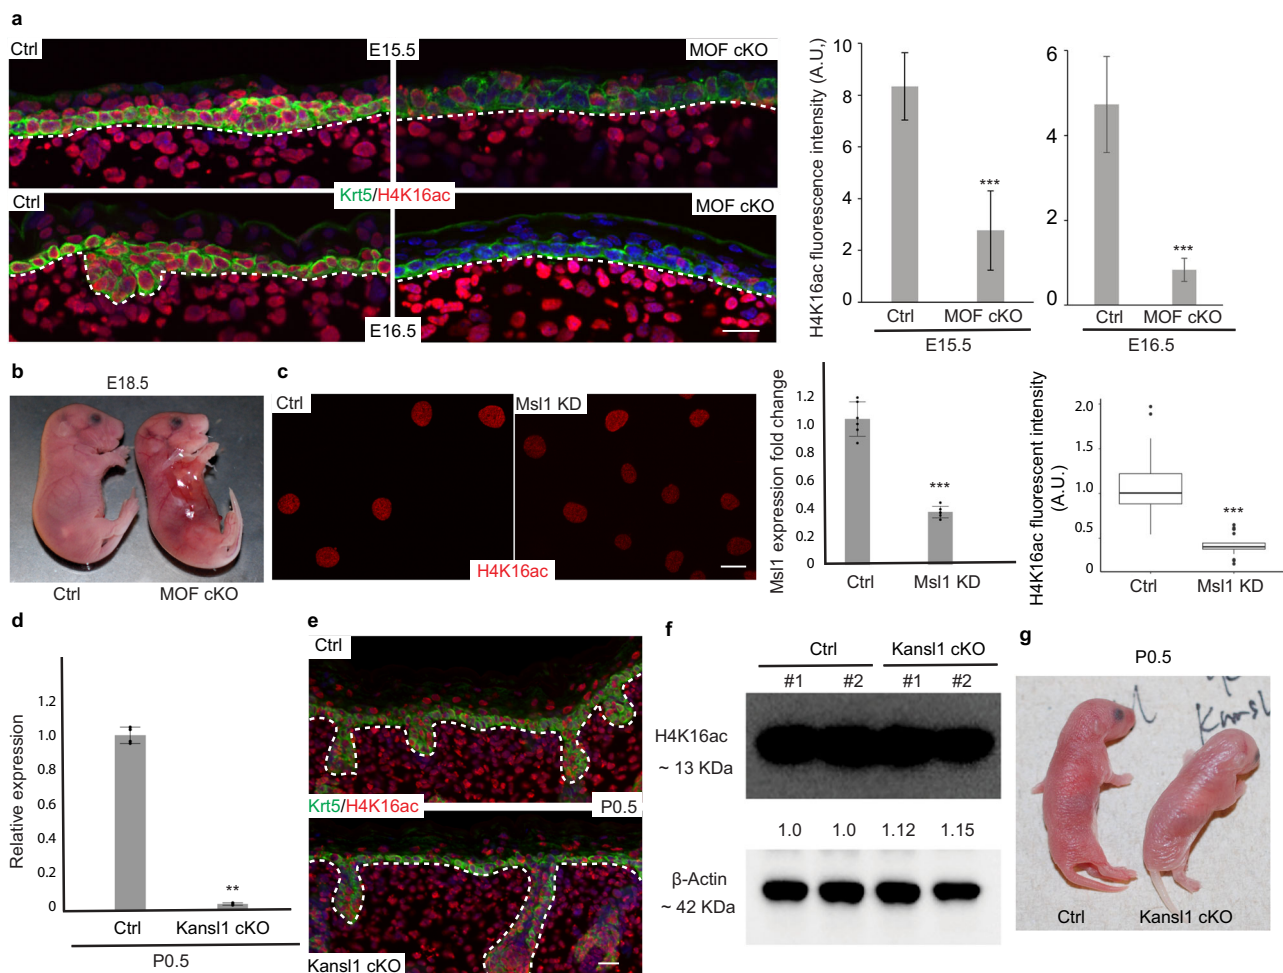 a
Ctrl
E15.5
MOF cKO
Krt5/H4K16ac
Ctrl
MOF cKO
E16.5
H4K16ac fluorescence intensity (A.U,)
10
8
6
4
2
0
***
Ctrl
MOF cKO
E15.5
6
4
2
0
***
Ctrl
MOF cKO
E16.5
b
E18.5
Ctrl
MOF cKO
c
Ctrl
Msl1 KD
H4K16ac
Msl1 expression fold change
1.2
1.0
0.8
0.6
0.4
0.2
0
***
Ctrl
Msl1 KD
H4K16ac fluorescent intensity
(A.U.)
2.0
1.5
1.0
0.5
0
***
Ctrl
Msl1 KD
d
Relative expression
1.2
1.0
0.8
0.6
0.4
0.2
0
**
Ctrl
Kansl1 cKO
P0.5
e
Ctrl
Krt5/H4K16ac
P0.5
Kansl1 cKO
f
Ctrl
Kansl1 cKO
#1
#2
#1
#2
H4K16ac
~ 13 KDa
1.0
1.0
1.12
1.15
β-Actin
~ 42 KDa
g
P0.5
Kansl
Ctrl
Kansl1 cKO